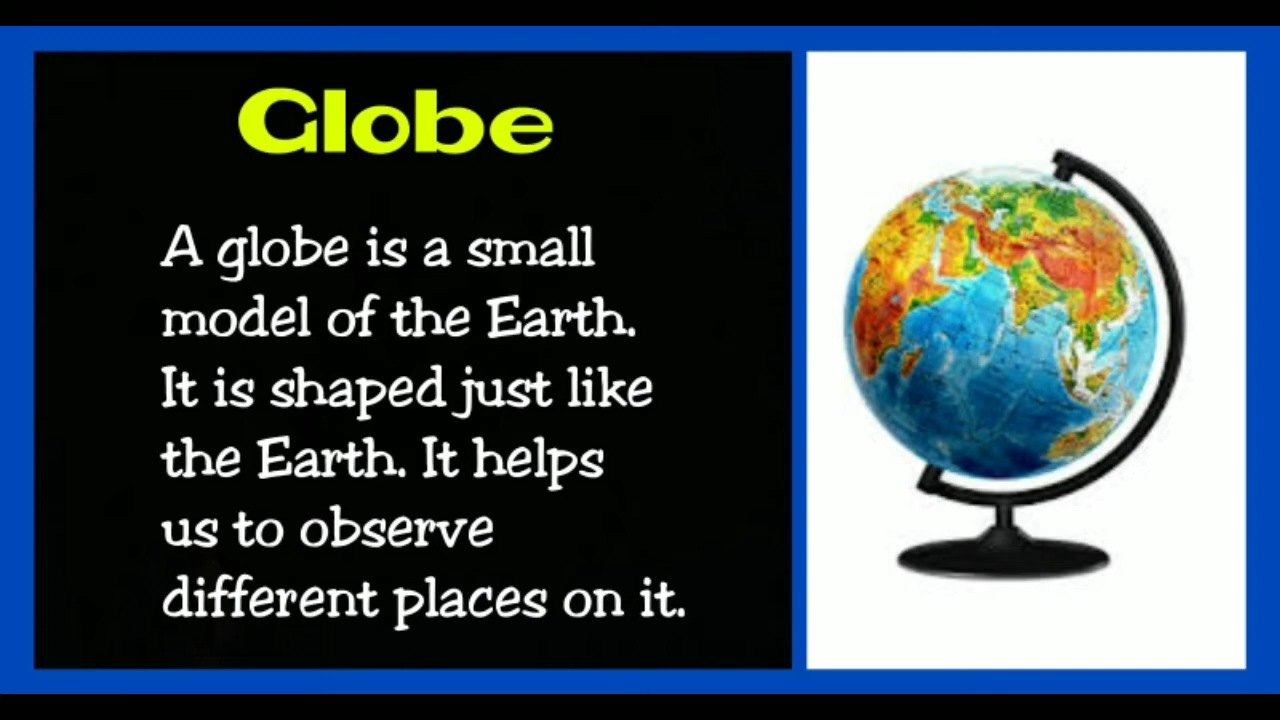 Globe
A globe is a small
model of the Earth.
It is shaped just like
the Earth. It helps
us to observe
different places on it.